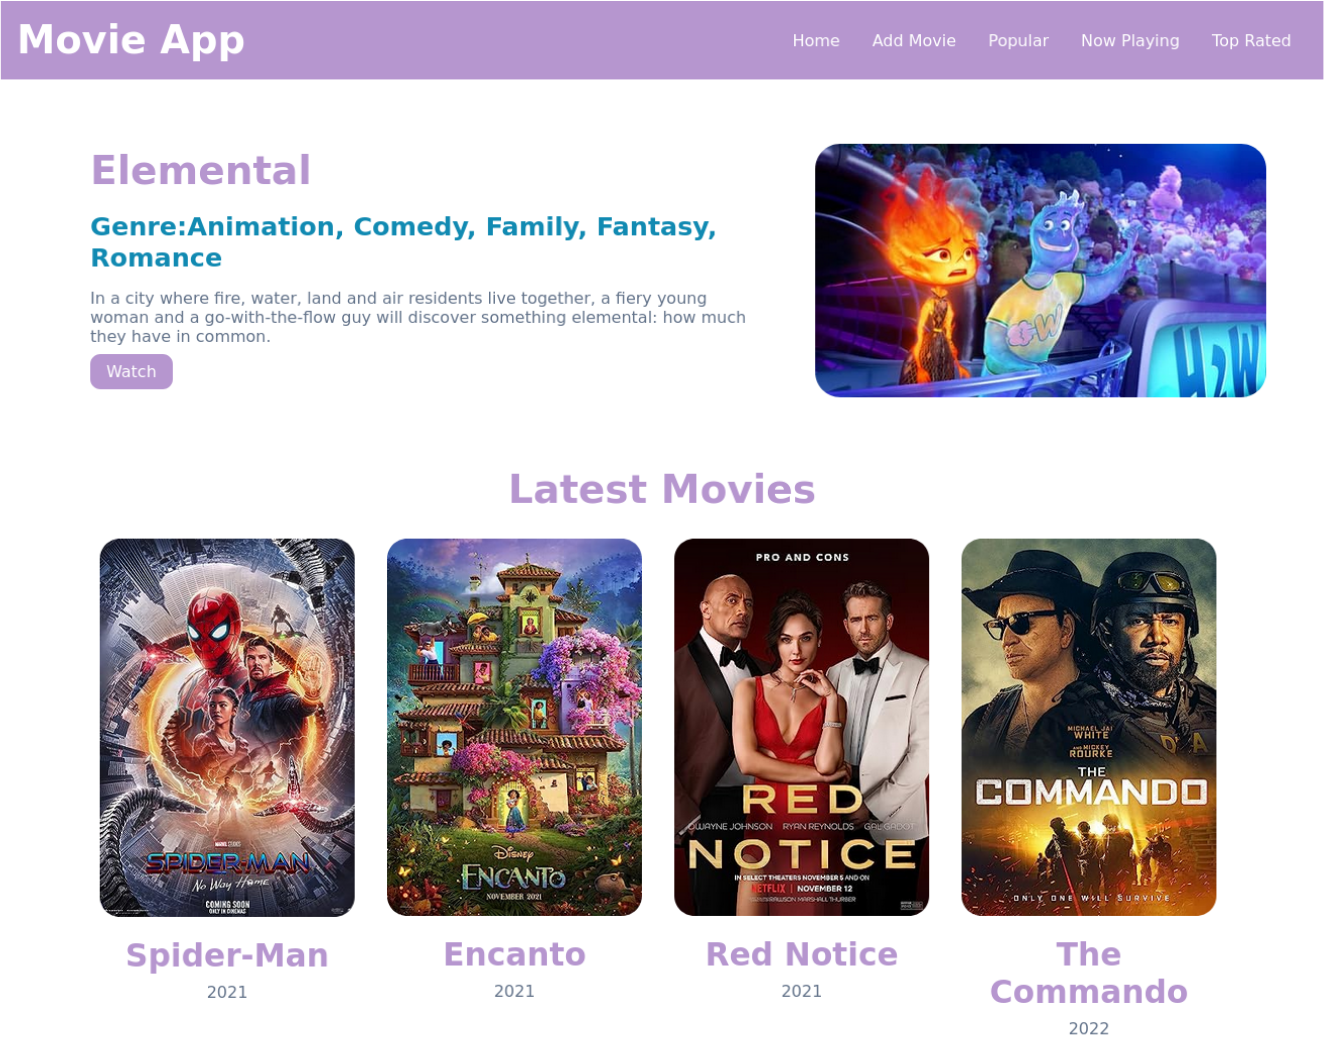 Movie App
Home
Add Movie
Popular
Now Playing
Top Rated
Elemental
Genre:Animation, Comedy, Family, Fantasy,
Romance
In a city where fire, water, land and air residents live together, a fiery young
woman and a go-with-the-flow guy will discover something elemental: how much
they have in common.
Watch
W
H2W
Latest Movies
SPIDER-MAN
No Way Home
COMING SOON
ONLY IN CINEMAS
Disney
ENCANTO
NOVEMBER 2021
PRO AND CONS
RED
DWAYNE JOHNSON RYAN REYNOLDS GAL GADOT
NOTICE
IN SELECT THEATERS NOVEMBER 5 AND ON
NETFLIX | NOVEMBER 12
RAWSON MARSHALL THURBER
MICHAEL JAI
WHITE
AND MICKEY
ROURKE
THE
COMMANDO
ONLY ONE WILL SURVIVE
Spider-Man
2021
Encanto
2021
Red Notice
2021
The
Commando
2022